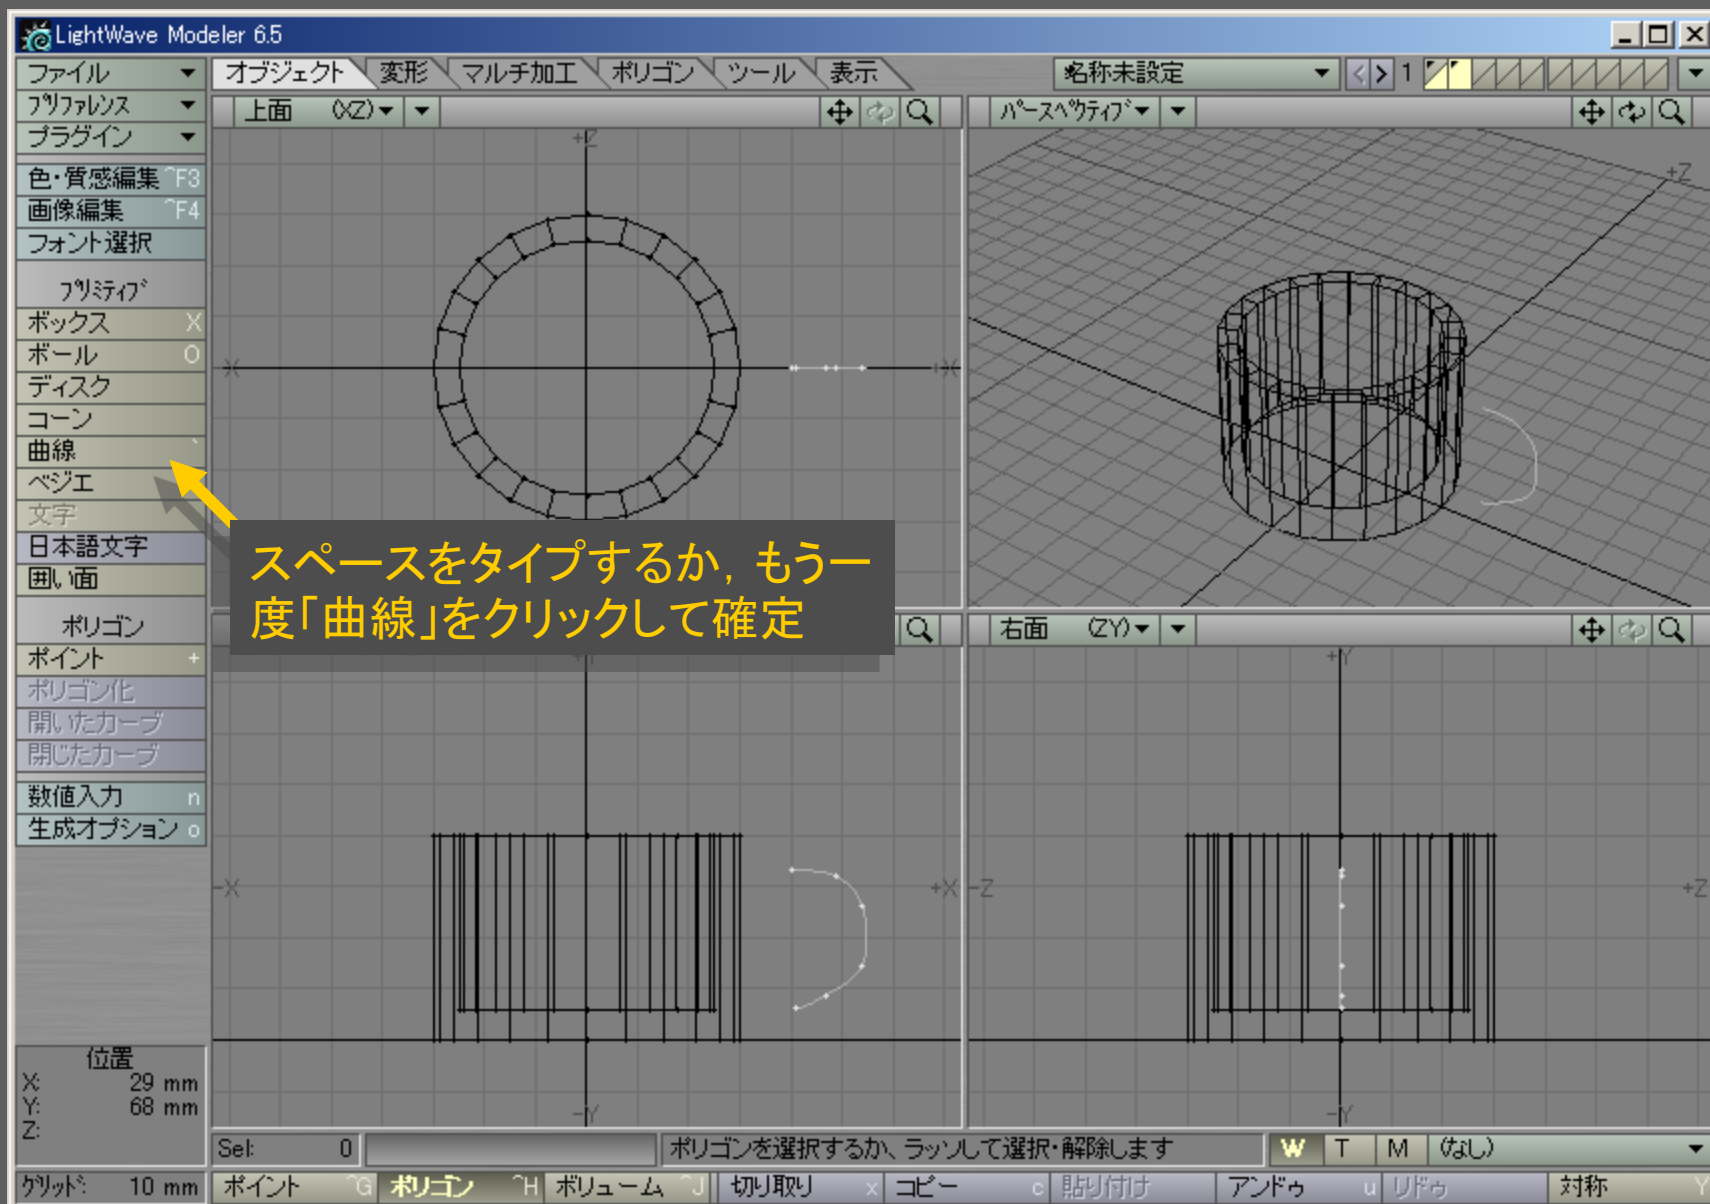 LightWave Modeler 6.5
ファイル
プリファレンス
プラグイン
色・質感編集 ^F3
画像編集 ^F4
フォント選択
プリミティブ
ボックス X
ボール O
ディスク
コーン
曲線 `
ベジエ
文字
日本語文字
囲い面
ポリゴン
ポイント +
ポリゴン化
開いたカーブ
閉じたカーブ
数値入力 n
生成オプション o
オブジェクト 変形 マルチ加工 ポリゴン ツール 表示
名称未設定 < > 1
上面 (XZ)
パースペクティブ
+Z
-X
+X
+Z
スペースをタイプするか，もう一
度「曲線」をクリックして確定
右面 (ZY)
+Y
+Y
-X
+X
-Z
+Z
-Y
-Y
位置
X: 29 mm
Y: 68 mm
Z:
Sel: 0
ポリゴンを選択するか、ラッソして選択・解除します
W T M (なし)
グリッド: 10 mm
ポイント ^G ポリゴン ^H ボリューム ^J 切り取り x コピー c 貼り付け アンドゥ u リドゥ 対称 Y